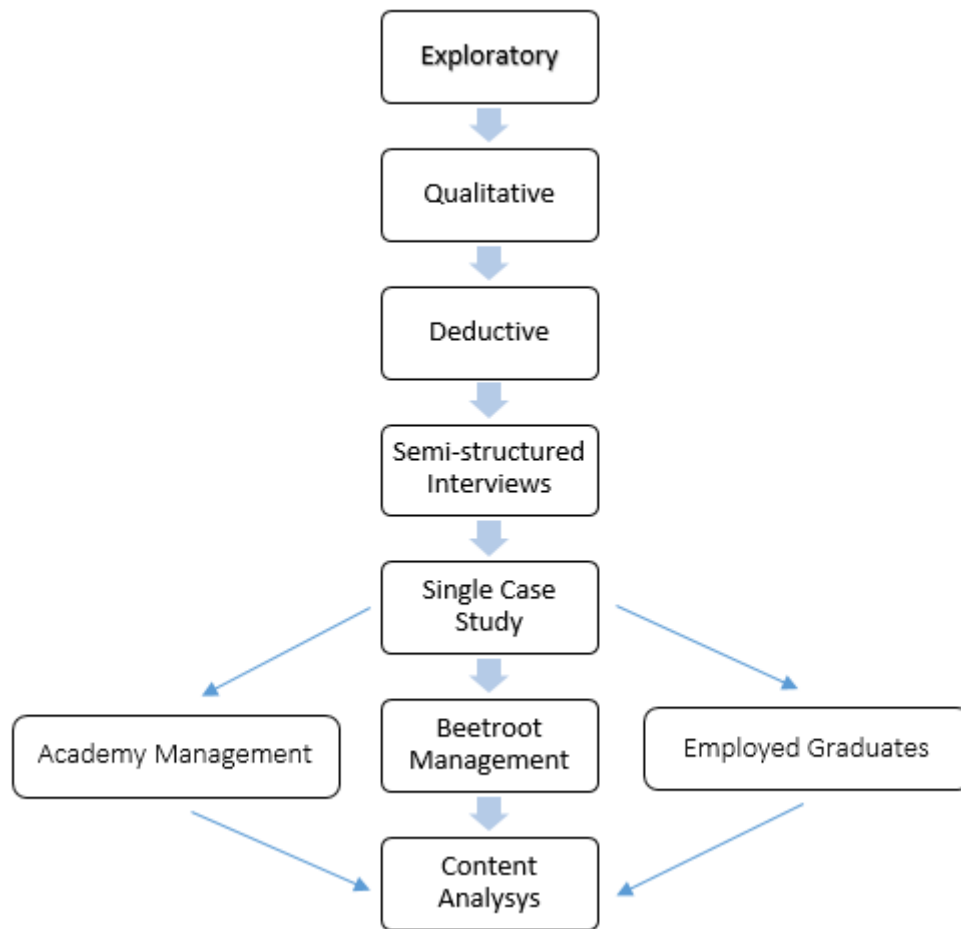 Exploratory
Qualitative
Deductive
Semi-structured
Interviews
Single Case
Study
Academy Management
Beetroot
Management
Employed Graduates
Content
Analysys